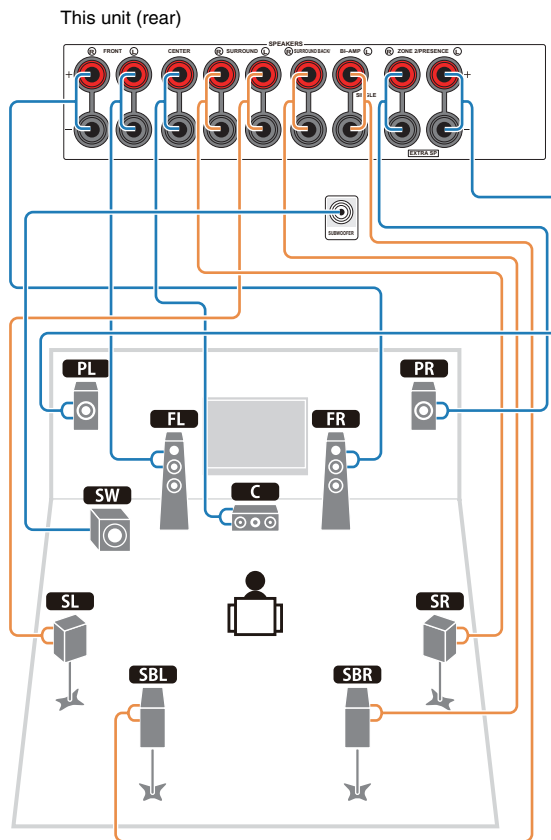 This unit (rear)
SPEAKERS
R FRONT L CENTER R SURROUND L R SURROUND BACK/ BI-AMP L R ZONE 2/PRESENCE L
+ +
SINGLE
- -
EXTRA SP
SUBWOOFER
PL PR
FL FR
SW C
SL SR
SBL SBR